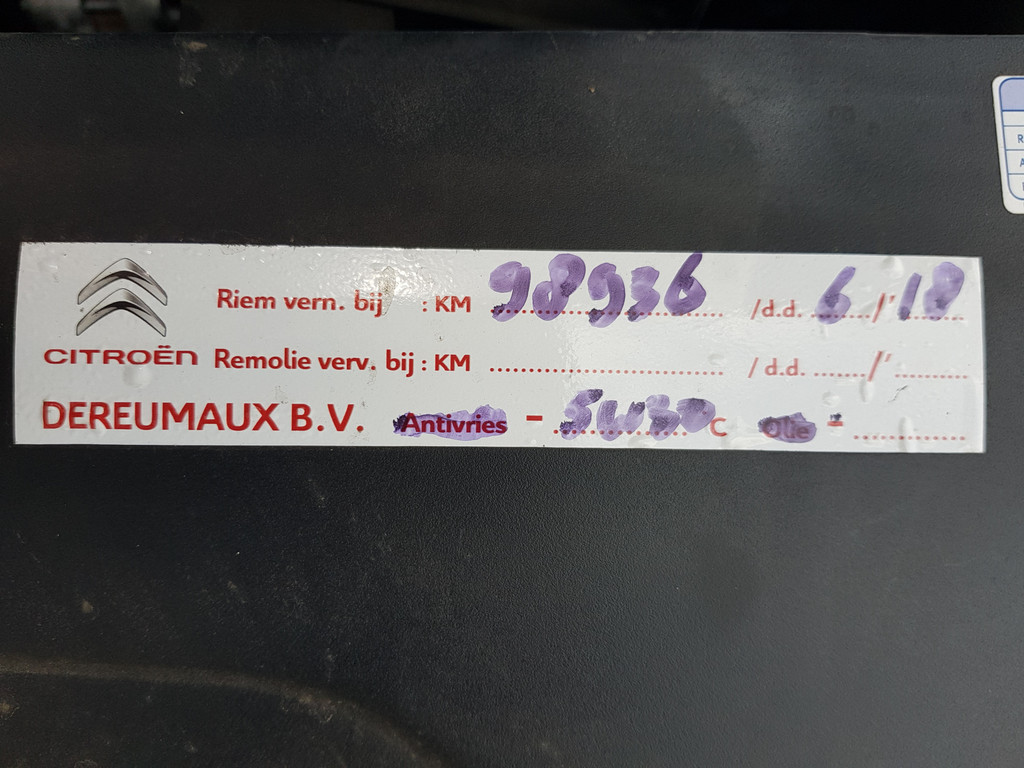 Riem vern. bij : KM 98936 /d.d. 6 /' 18
CITROËN Remolie verv. bij : KM ........................ / d.d. ......./' ..........
DEREUMAUX B.V. Antivries - 5W30 C Olie - ............
R
A